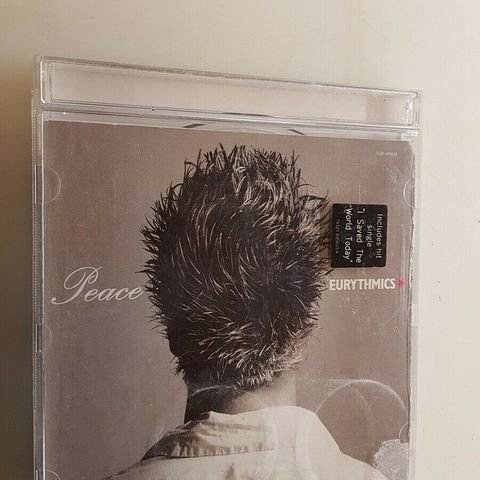 Includes hit
single
"I Saved The
World Today"
Peace
EURYTHMICS